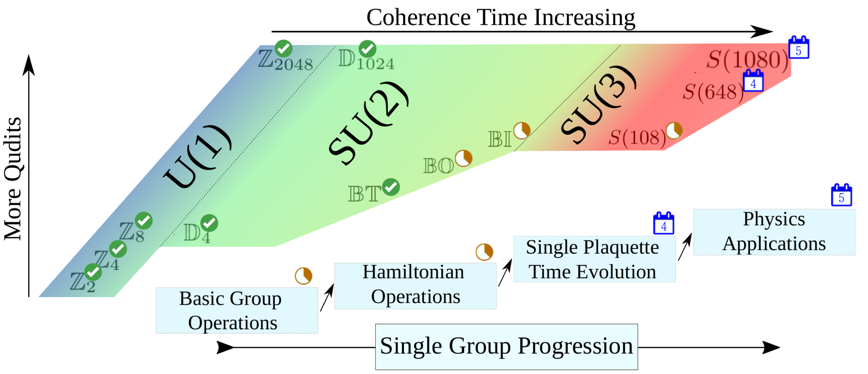 Coherence Time Increasing
More Qudits
ℤ₂₀₄₈
𝔻₁₀₂₄
S(1080)
5
S(648)
4
U(1)
SU(2)
SU(3)
S(108)
𝔹𝕀
𝔹𝕆
𝔹𝕋
𝔻₄
ℤ₈
ℤ₄
ℤ₂
Basic Group
Operations
Hamiltonian
Operations
4
Single Plaquette
Time Evolution
5
Physics
Applications
Single Group Progression